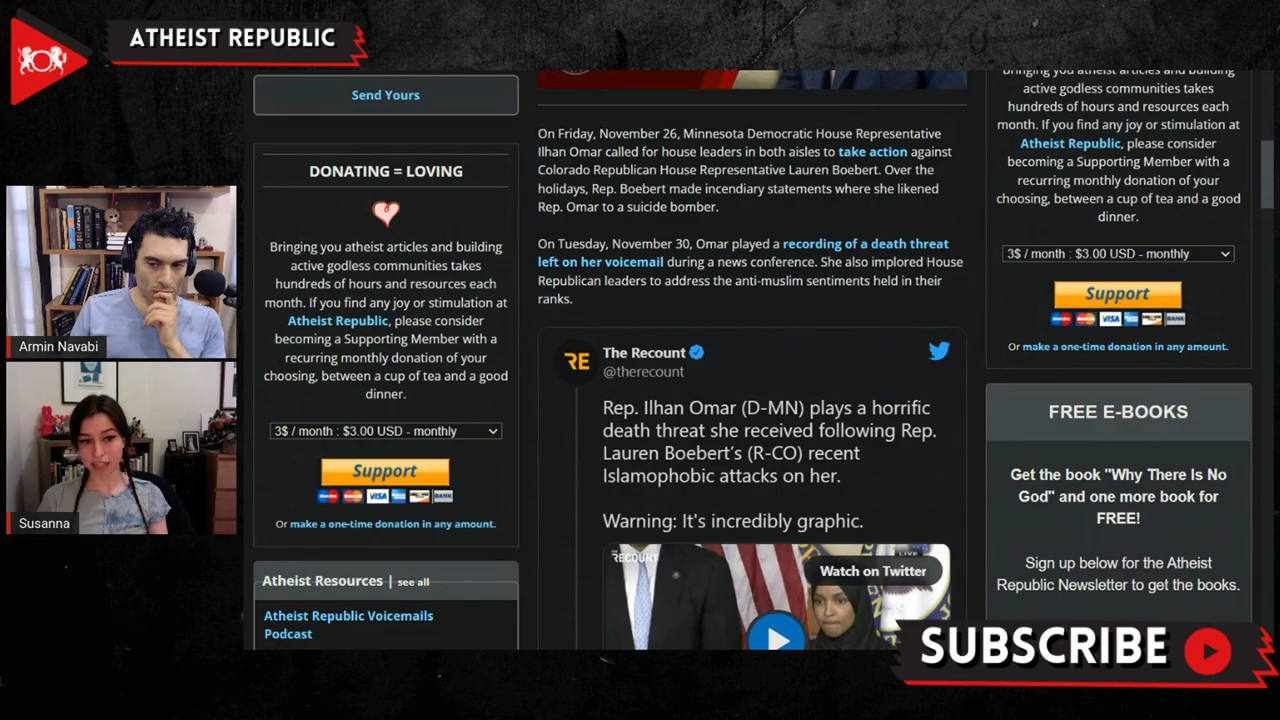 ATHEIST REPUBLIC
Armin Navabi
Susanna
Send Yours
DONATING = LOVING
Bringing you atheist articles and building
active godless communities takes
hundreds of hours and resources each
month. If you find any joy or stimulation at
Atheist Republic, please consider
becoming a Supporting Member with a
recurring monthly donation of your
choosing, between a cup of tea and a good
dinner.
3$ / month : $3.00 USD - monthly
Support
VISA
BANK
Or make a one-time donation in any amount.
Atheist Resources | see all
Atheist Republic Voicemails
Podcast
On Friday, November 26, Minnesota Democratic House Representative
Ilhan Omar called for house leaders in both aisles to take action against
Colorado Republican House Representative Lauren Boebert. Over the
holidays, Rep. Boebert made incendiary statements where she likened
Rep. Omar to a suicide bomber.
On Tuesday, November 30, Omar played a recording of a death threat
left on her voicemail during a news conference. She also implored House
Republican leaders to address the anti-muslim sentiments held in their
ranks.
RE
The Recount
@therecount
Rep. Ilhan Omar (D-MN) plays a horrific
death threat she received following Rep.
Lauren Boebert's (R-CO) recent
Islamophobic attacks on her.
Warning: It's incredibly graphic.
THE
RECOUNT
LIVE
Watch on Twitter
Bringing you atheist articles and building
active godless communities takes
hundreds of hours and resources each
month. If you find any joy or stimulation at
Atheist Republic, please consider
becoming a Supporting Member with a
recurring monthly donation of your
choosing, between a cup of tea and a good
dinner.
3$ / month : $3.00 USD - monthly
Support
VISA
BANK
Or make a one-time donation in any amount.
FREE E-BOOKS
Get the book "Why There Is No
God" and one more book for
FREE!
Sign up below for the Atheist
Republic Newsletter to get the books.
SUBSCRIBE